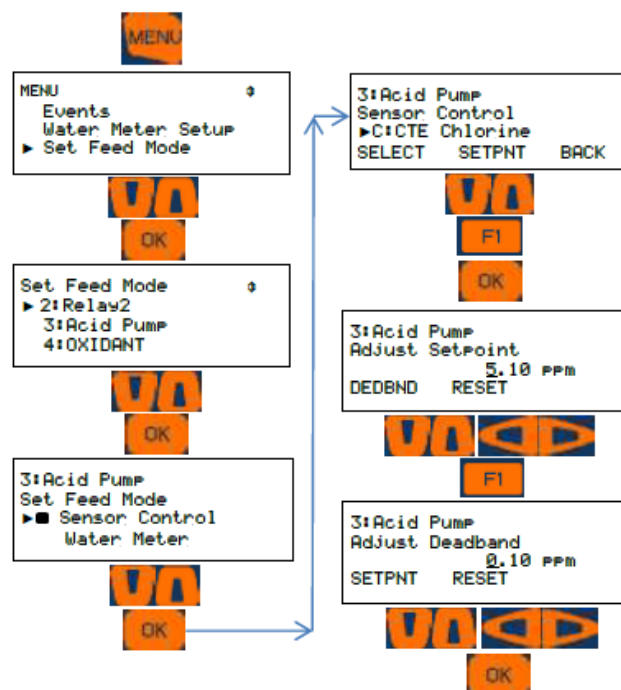 MENU
MENU
Events
Water Meter Setup
Set Feed Mode
OK
Set Feed Mode
2:Relay2
3:Acid Pump
4:OXIDANT
OK
3:Acid Pump
Set Feed Mode
Sensor Control
Water Meter
OK
3:Acid Pump
Sensor Control
C:CTE Chlorine
SELECT SETPNT BACK
F1
OK
3:Acid Pump
Adjust Setpoint
5.10 ppm
DEDBND RESET
F1
3:Acid Pump
Adjust Deadband
0.10 ppm
SETPNT RESET
OK